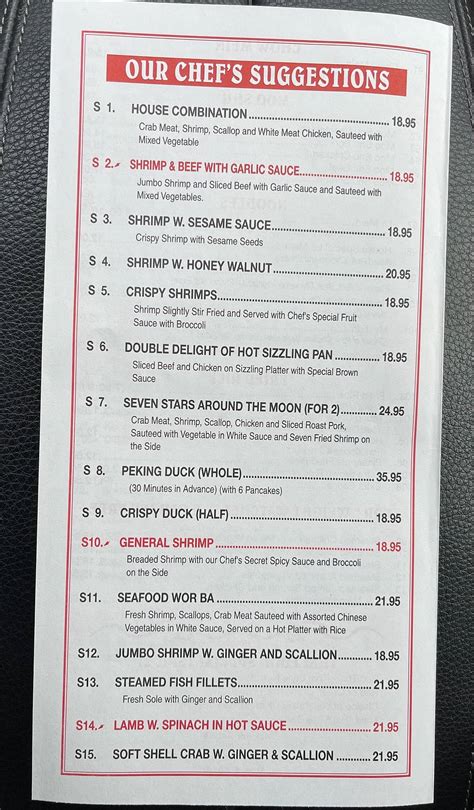 OUR CHEF'S SUGGESTIONS
S 1. HOUSE COMBINATION.......................................................18.95
Crab Meat, Shrimp, Scallop and White Meat Chicken, Sauteed with
Mixed Vegetable
S 2. SHRIMP & BEEF WITH GARLIC SAUCE............................18.95
Jumbo Shrimp and Sliced Beef with Garlic Sauce and Sauteed with
Mixed Vegetables.
S 3. SHRIMP W. SESAME SAUCE.......................................18.95
Crispy Shrimp with Sesame Seeds
S 4. SHRIMP W. HONEY WALNUT.......................................20.95
S 5. CRISPY SHRIMPS.......................................................18.95
Shrimp Slightly Stir Fried and Served with Chef's Special Fruit
Sauce with Broccoli
S 6. DOUBLE DELIGHT OF HOT SIZZLING PAN ...............18.95
Sliced Beef and Chicken on Sizzling Platter with Special Brown
Sauce
S 7. SEVEN STARS AROUND THE MOON (FOR 2)............24.95
Crab Meat, Shrimp, Scallop, Chicken and Sliced Roast Pork,
Sauteed with Vegetable in White Sauce and Seven Fried Shrimp on
the Side
S 8. PEKING DUCK (WHOLE).............................................35.95
(30 Minutes in Advance) (with 6 Pancakes)
S 9. CRISPY DUCK (HALF)................................................18.95
S10. GENERAL SHRIMP.....................................................18.95
Breaded Shrimp with our Chef's Secret Spicy Sauce and Broccoli
on the Side
S11. SEAFOOD WOR BA ....................................................21.95
Fresh Shrimp, Scallops, Crab Meat Sauteed with Assorted Chinese
Vegetables in White Sauce, Served on a Hot Platter with Rice
S12. JUMBO SHRIMP W. GINGER AND SCALLION...........18.95
S13. STEAMED FISH FILLETS............................................21.95
Fresh Sole with Ginger and Scallion
S14. LAMB W. SPINACH IN HOT SAUCE...........................21.95
S15. SOFT SHELL CRAB W. GINGER & SCALLION ...........21.95